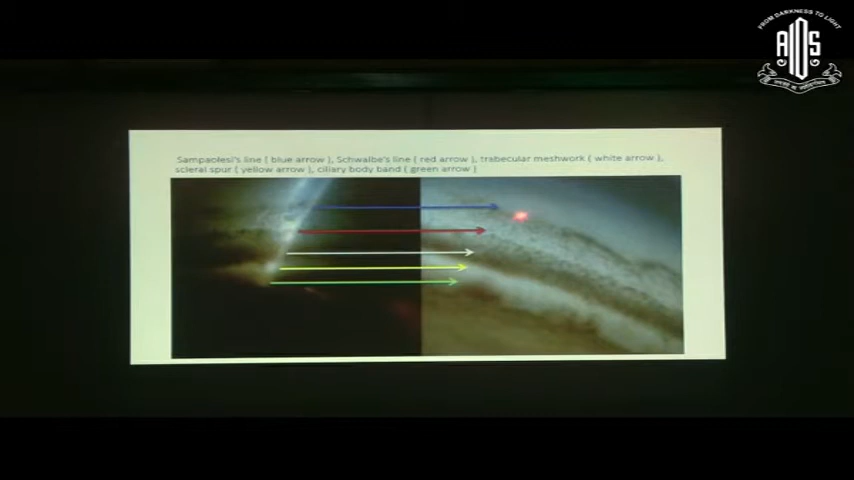 FROM DARKNESS TO LIGHT
AIOS
Sampaolesi's line ( blue arrow ), Schwalbe's line ( red arrow ), trabecular meshwork ( white arrow ),
scleral spur ( yellow arrow ), ciliary body band ( green arrow )